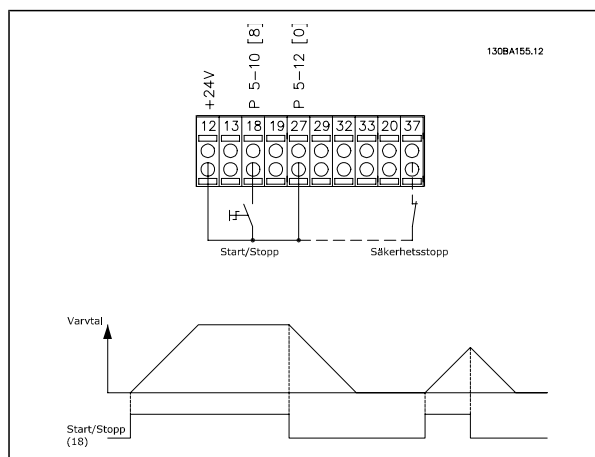 130BA155.12
+24V
P 5-10 [8]
P 5-12 [0]
12 13 18 19 27 29 32 33 20 37
Start/Stopp
Säkerhetsstopp
Varvtal
Start/Stopp
(18)